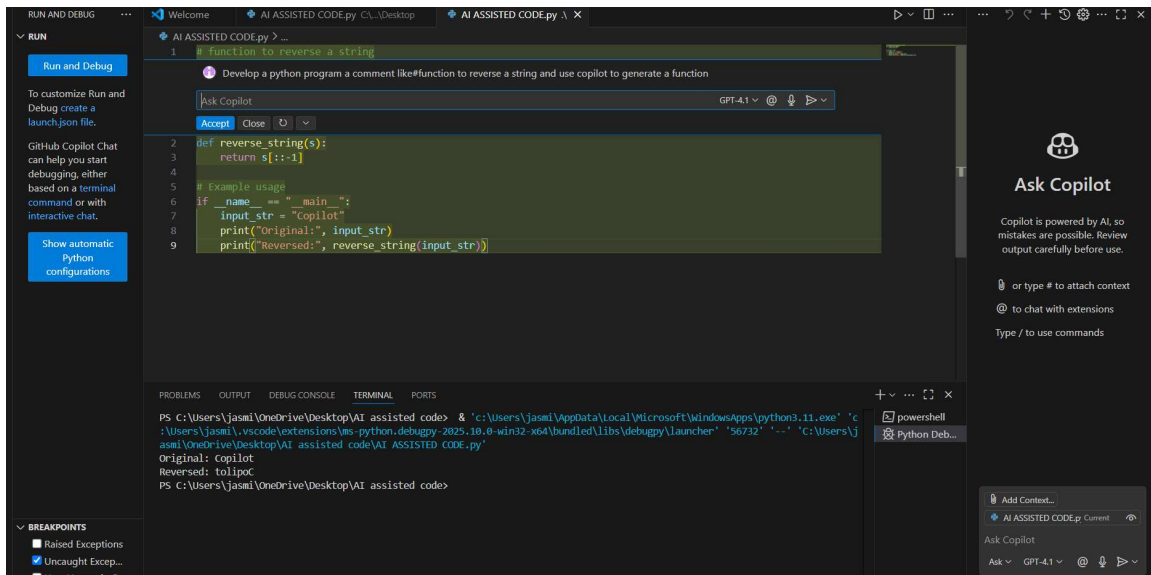 RUN AND DEBUG ···
RUN
Run and Debug
To customize Run and
Debug create a
launch.json file.
GitHub Copilot Chat
can help you start
debugging, either
based on a terminal
command or with
interactive chat.
Show automatic
Python
configurations
BREAKPOINTS
Raised Exceptions
Uncaught Excep...
Welcome
AI ASSISTED CODE.py C:\...\Desktop
AI ASSISTED CODE.py .\ ×
AI ASSISTED CODE.py > ...
1 # function to reverse a string
Develop a python program a comment like#function to reverse a string and use copilot to generate a function
Ask Copilot GPT-4.1 @
Accept Close
2 def reverse_string(s):
3 return s[::-1]
4
5 # Example usage
6 if __name__ == "__main__":
7 input_str = "Copilot"
8 print("Original:", input_str)
9 print("Reversed:", reverse_string(input_str))
PROBLEMS OUTPUT DEBUG CONSOLE TERMINAL PORTS
PS C:\Users\jasmi\OneDrive\Desktop\AI assisted code> & 'c:\Users\jasmi\AppData\Local\Microsoft\WindowsApps\python3.11.exe' 'c
:\Users\jasmi\.vscode\extensions\ms-python.debugpy-2025.10.0-win32-x64\bundled\libs\debugpy\launcher' '56732' '--' 'C:\Users\j
asmi\OneDrive\Desktop\AI assisted code\AI ASSISTED CODE.py'
Original: Copilot
Reversed: tolipoC
PS C:\Users\jasmi\OneDrive\Desktop\AI assisted code>
powershell
Python Deb...
Ask Copilot
Copilot is powered by AI, so
mistakes are possible. Review
output carefully before use.
or type # to attach context
@ to chat with extensions
Type / to use commands
Add Context...
AI ASSISTED CODE.p Current
Ask Copilot
Ask GPT-4.1 @